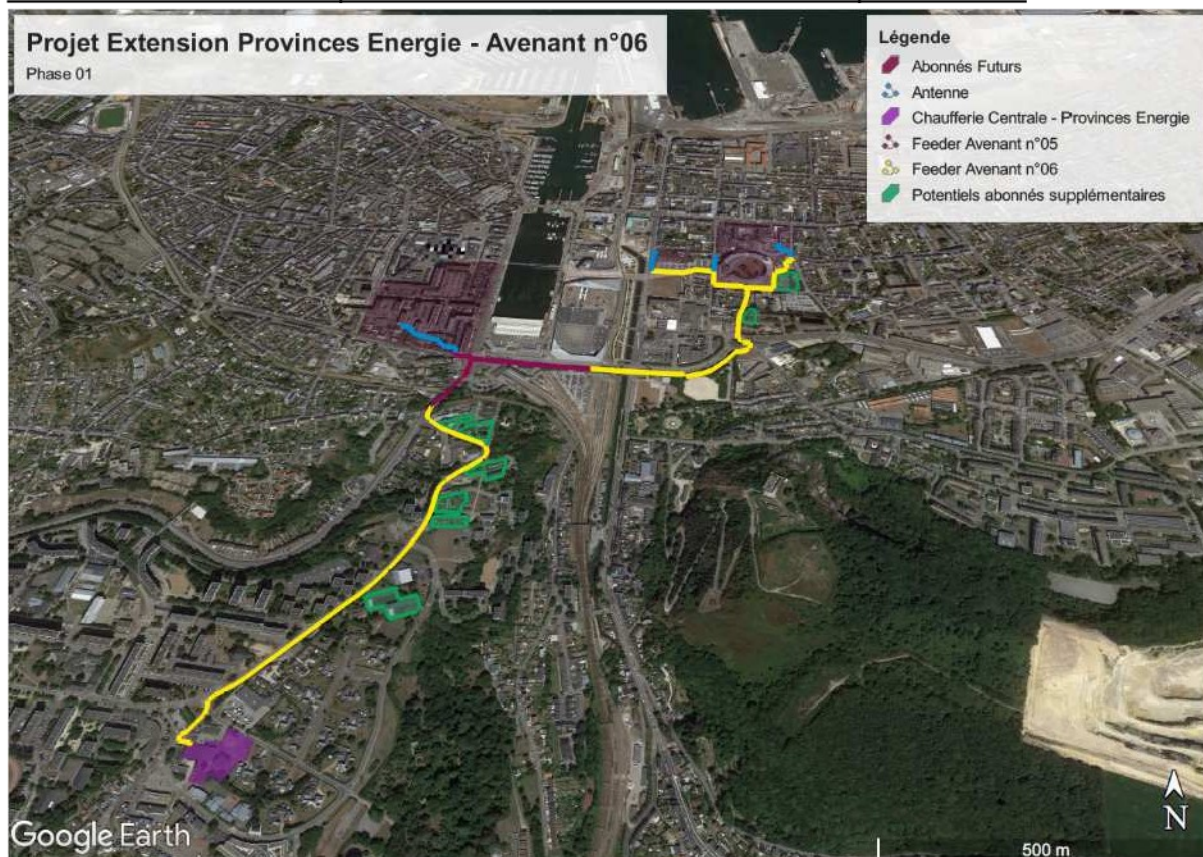 Projet Extension Provinces Energie - Avenant n°06
Phase 01
Légende
Abonnés Futurs
Antenne
Chaufferie Centrale - Provinces Energie
Feeder Avenant n°05
Feeder Avenant n°06
Potentiels abonnés supplémentaires
Google Earth
N
500 m